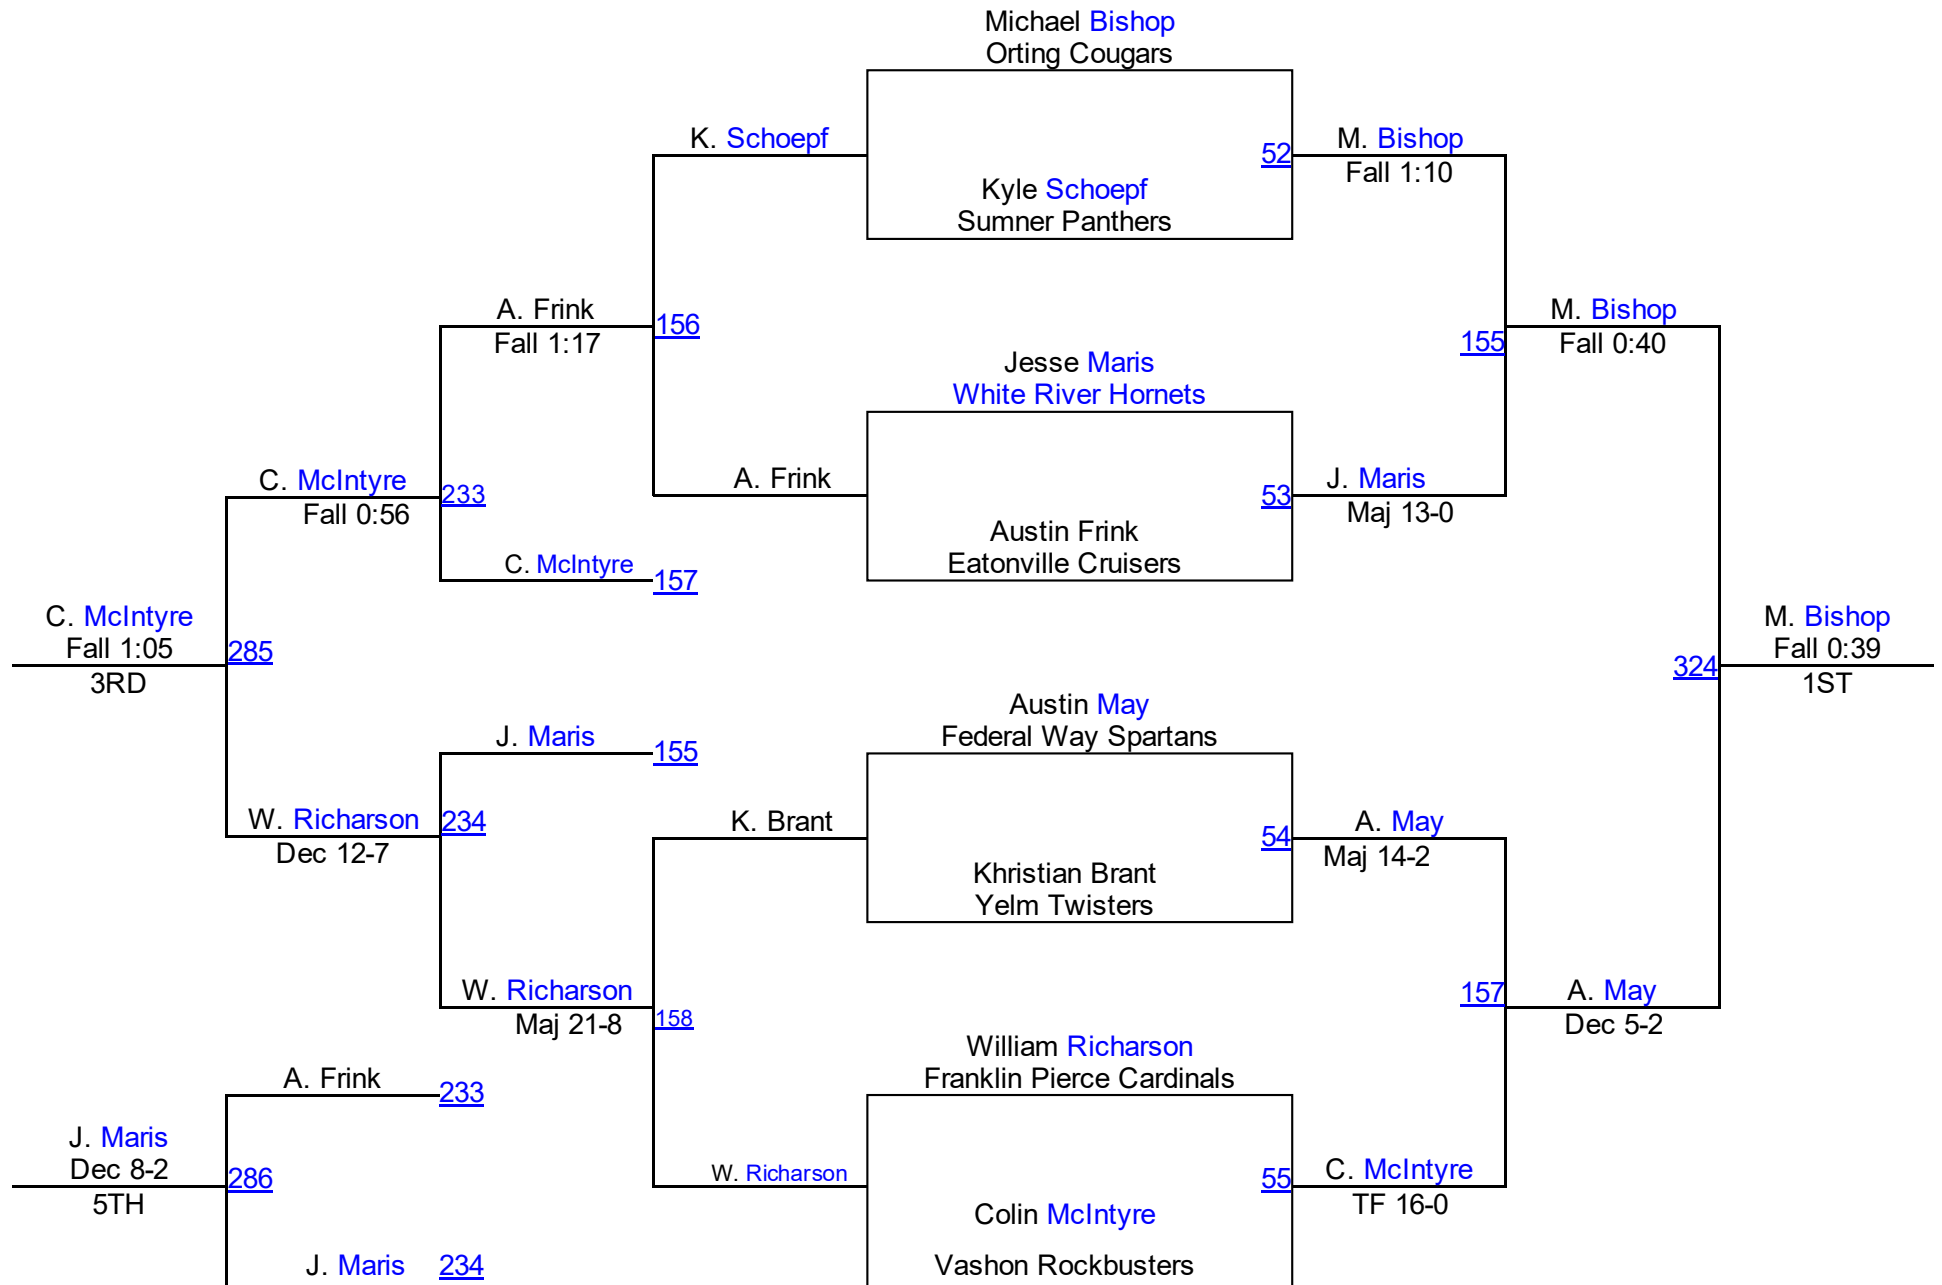 Michael Bishop
Orting Cougars
K. Schoepf
52
M. Bishop
Fall 1:10
Kyle Schoepf
Sumner Panthers
A. Frink
Fall 1:17
156
155
M. Bishop
Fall 0:40
Jesse Maris
White River Hornets
C. McIntyre
Fall 0:56
233
A. Frink
53
J. Maris
Maj 13-0
Austin Frink
Eatonville Cruisers
C. McIntyre
157
C. McIntyre
Fall 1:05
3RD
285
324
M. Bishop
Fall 0:39
1ST
Austin May
Federal Way Spartans
J. Maris
155
W. Richarson
Dec 12-7
234
K. Brant
54
A. May
Maj 14-2
Khristian Brant
Yelm Twisters
W. Richarson
Maj 21-8
158
157
A. May
Dec 5-2
William Richarson
Franklin Pierce Cardinals
A. Frink
233
J. Maris
Dec 8-2
5TH
286
W. Richarson
55
C. McIntyre
TF 16-0
Colin McIntyre
Vashon Rockbusters
J. Maris
234